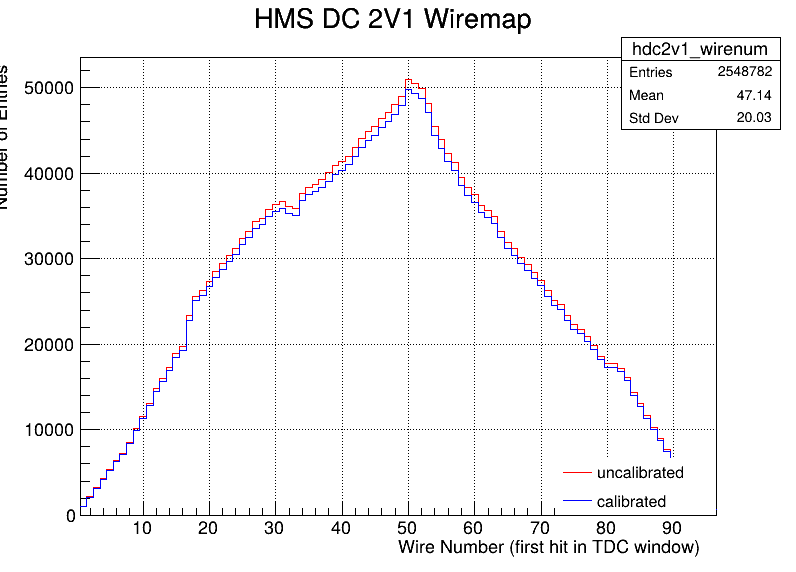 HMS DC 2V1 Wiremap
hdc2v1_wirenum
Entries 2548782
Mean 47.14
Std Dev 20.03
Number of Entries
50000
40000
30000
20000
10000
0
uncalibrated
calibrated
10 20 30 40 50 60 70 80 90
Wire Number (first hit in TDC window)